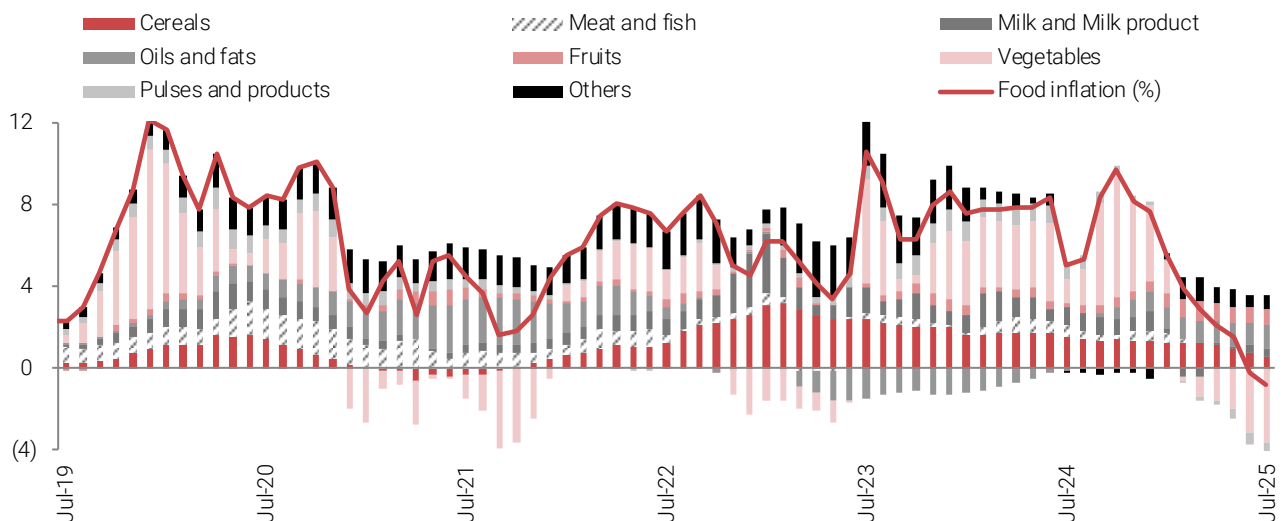 Cereals
Meat and fish
Milk and Milk product
Oils and fats
Fruits
Vegetables
Pulses and products
Others
Food inflation (%)
12
8
4
0
(4)
Jul-19
Jul-20
Jul-21
Jul-22
Jul-23
Jul-24
Jul-25